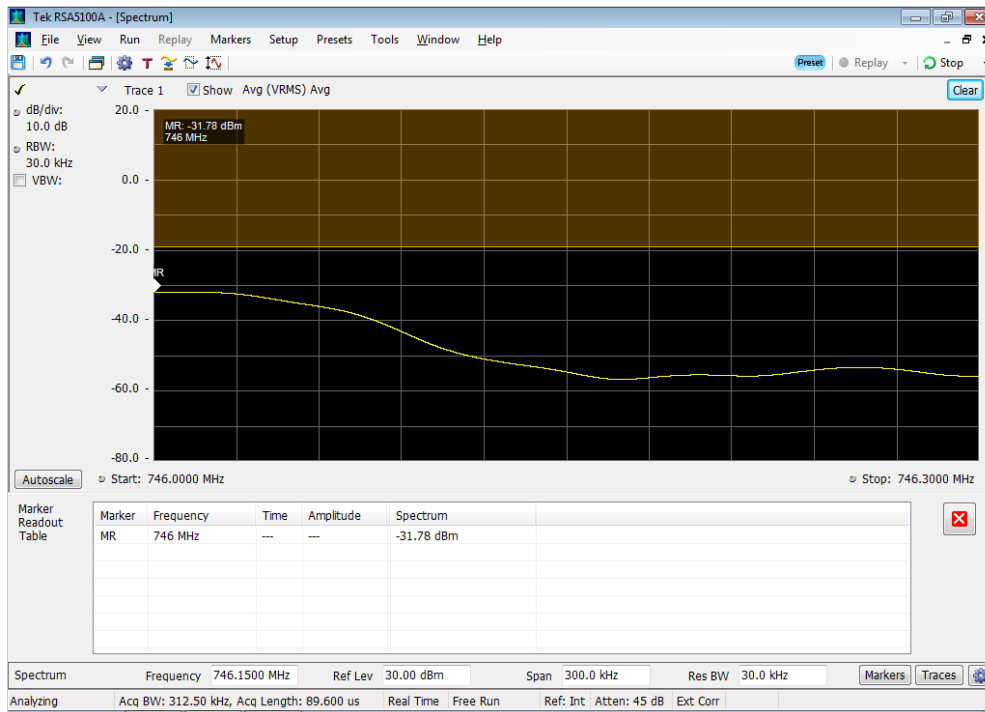 Tek RSA5100A - [Spectrum]
File View Run Replay Markers Setup Presets Tools Window Help
T Preset Replay Stop
Trace 1 Show Avg (VRMS) Avg Clear
dB/div:
10.0 dB
RBW:
30.0 kHz
VBW:
20.0
0.0
-20.0
-40.0
-60.0
-80.0
MR: -31.78 dBm
746 MHz
Autoscale Start: 746.0000 MHz Stop: 746.3000 MHz
Marker
Readout
Table
Marker Frequency Time Amplitude Spectrum
MR 746 MHz --- --- -31.78 dBm
Spectrum Frequency 746.1500 MHz Ref Lev 30.00 dBm Span 300.0 kHz Res BW 30.0 kHz Markers Traces
Analyzing Acq BW: 312.50 kHz, Acq Length: 89.600 us Real Time Free Run Ref: Int Atten: 45 dB Ext Corr